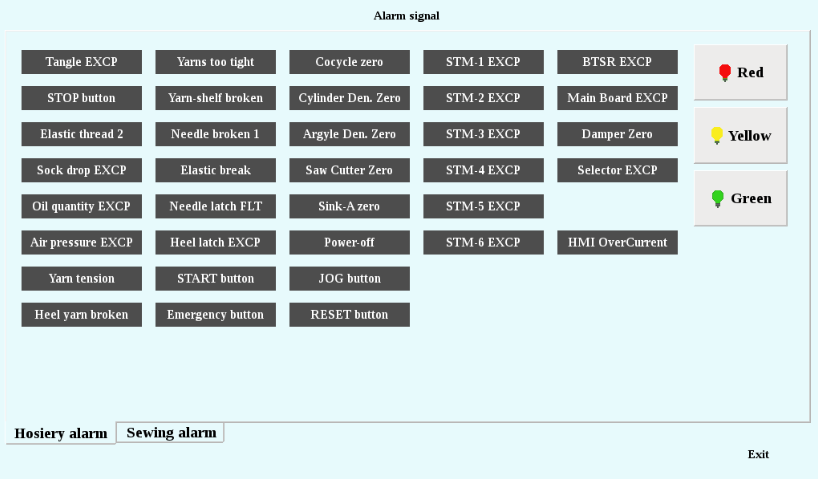 Alarm signal
Tangle EXCP Yarns too tight Cocycle zero STM-1 EXCP BTSR EXCP Red
STOP button Yarn-shelf broken Cylinder Den. Zero STM-2 EXCP Main Board EXCP
Elastic thread 2 Needle broken 1 Argyle Den. Zero STM-3 EXCP Damper Zero Yellow
Sock drop EXCP Elastic break Saw Cutter Zero STM-4 EXCP Selector EXCP
Oil quantity EXCP Needle latch FLT Sink-A zero STM-5 EXCP Green
Air pressure EXCP Heel latch EXCP Power-off STM-6 EXCP HMI OverCurrent
Yarn tension START button JOG button
Heel yarn broken Emergency button RESET button
Hosiery alarm Sewing alarm
Exit